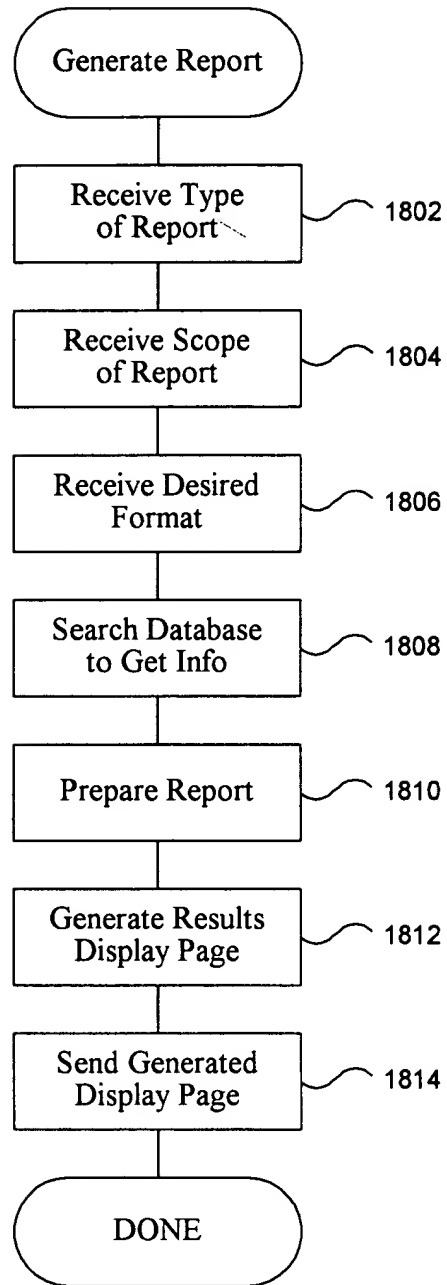 Generate Report
Receive Type
of Report
1802
Receive Scope
of Report
1804
Receive Desired
Format
1806
Search Database
to Get Info
1808
Prepare Report
1810
Generate Results
Display Page
1812
Send Generated
Display Page
1814
DONE